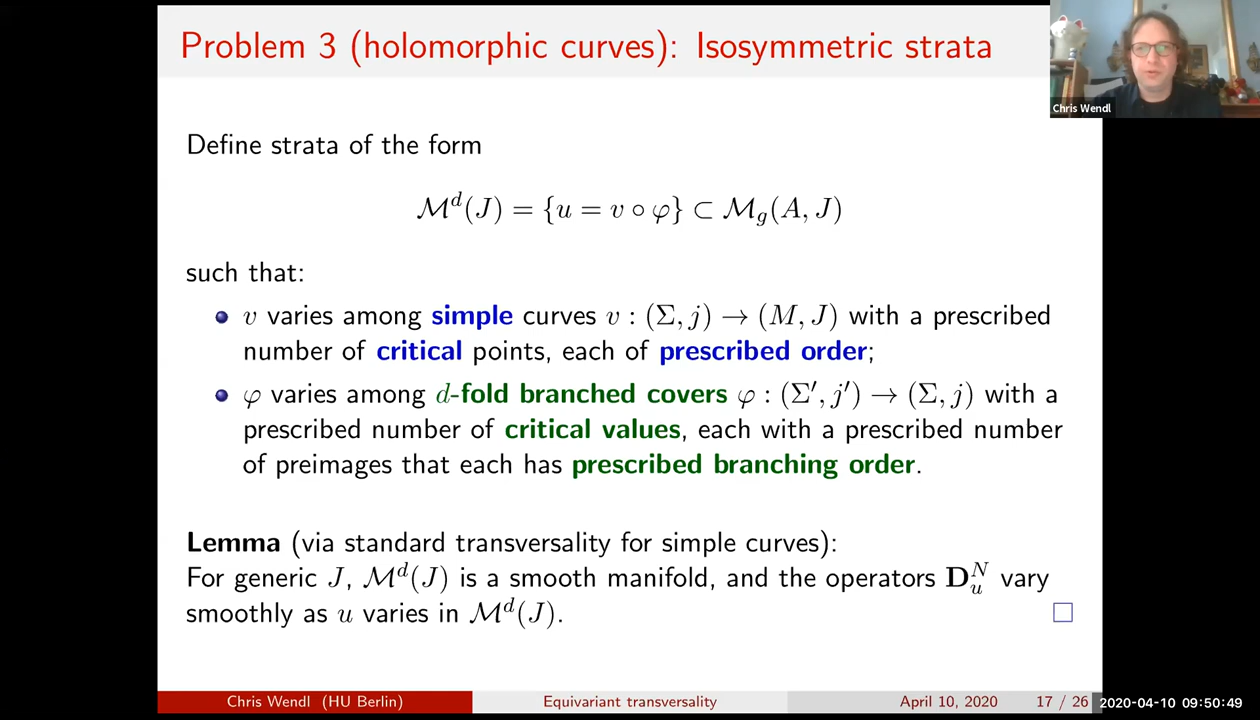 Problem 3 (holomorphic curves): Isosymmetric strata
Chris Wendl
Define strata of the form
ℳᵈ(J) = {u = v ∘ φ} ⊂ ℳ_g(A, J)
such that:
v varies among simple curves v : (Σ, j) → (M, J) with a prescribed
number of critical points, each of prescribed order;
φ varies among d-fold branched covers φ : (Σ′, j′) → (Σ, j) with a
prescribed number of critical values, each with a prescribed number
of preimages that each has prescribed branching order.
Lemma (via standard transversality for simple curves):
For generic J, ℳᵈ(J) is a smooth manifold, and the operators 𝐃ᵤᴺ vary
smoothly as u varies in ℳᵈ(J). □
Chris Wendl (HU Berlin) Equivariant transversality April 10, 2020 17 / 26
2020-04-10 09:50:49